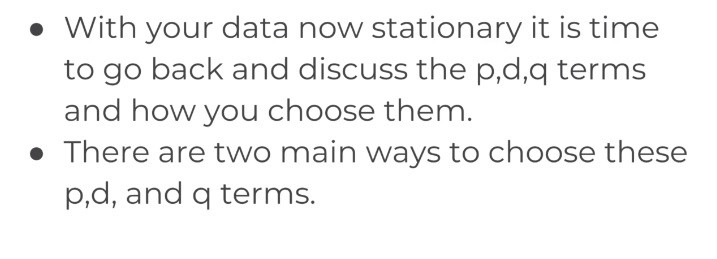 ● With your data now stationary it is time
to go back and discuss the p,d,q terms
and how you choose them.
● There are two main ways to choose these
p,d, and q terms.